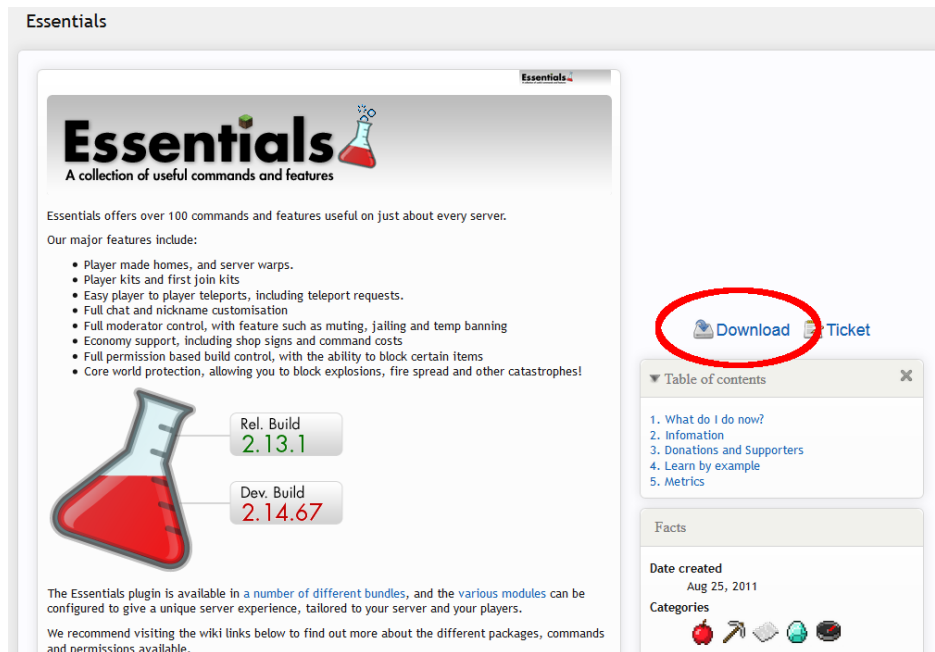 Essentials
Essentials
Essentials
A collection of useful commands and features
Essentials offers over 100 commands and features useful on just about every server.
Our major features include:
Player made homes, and server warps.
Player kits and first join kits
Easy player to player teleports, including teleport requests.
Full chat and nickname customisation
Full moderator control, with feature such as muting, jailing and temp banning
Economy support, including shop signs and command costs
Full permission based build control, with the ability to block certain items
Core world protection, allowing you to block explosions, fire spread and other catastrophes!
Rel. Build
2.13.1
Dev. Build
2.14.67
The Essentials plugin is available in a number of different bundles, and the various modules can be
configured to give a unique server experience, tailored to your server and your players.
We recommend visiting the wiki links below to find out more about the different packages, commands
and permissions available.
Download Ticket
Table of contents
1. What do I do now?
2. Infomation
3. Donations and Supporters
4. Learn by example
5. Metrics
Facts
Date created
Aug 25, 2011
Categories